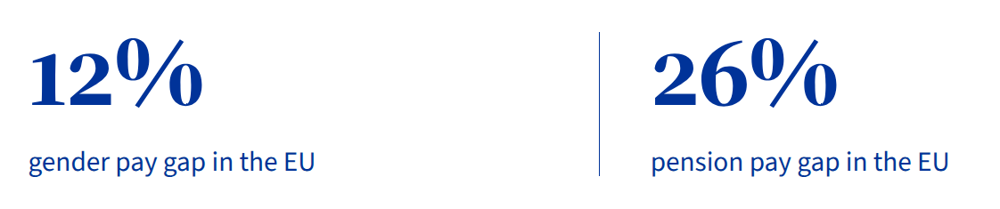 12%
gender pay gap in the EU
26%
pension pay gap in the EU